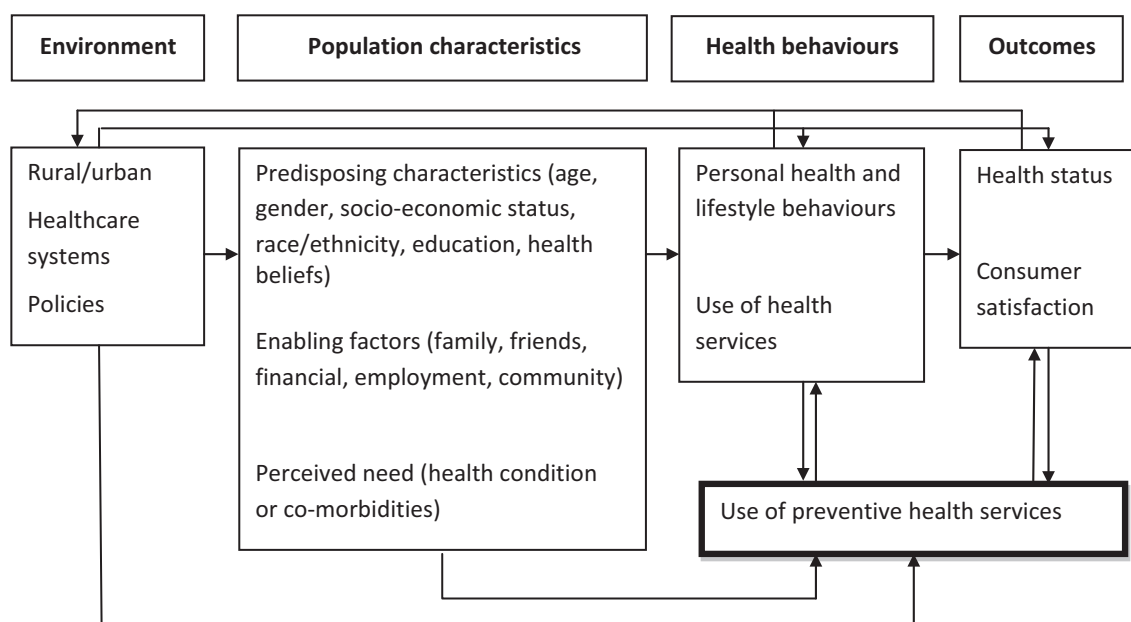 Environment
Population characteristics
Health behaviours
Outcomes
Rural/urban
Healthcare
systems
Policies
Predisposing characteristics (age,
gender, socio-economic status,
race/ethnicity, education, health
beliefs)
Enabling factors (family, friends,
financial, employment, community)
Perceived need (health condition
or co-morbidities)
Personal health and
lifestyle behaviours
Use of health
services
Health status
Consumer
satisfaction
Use of preventive health services